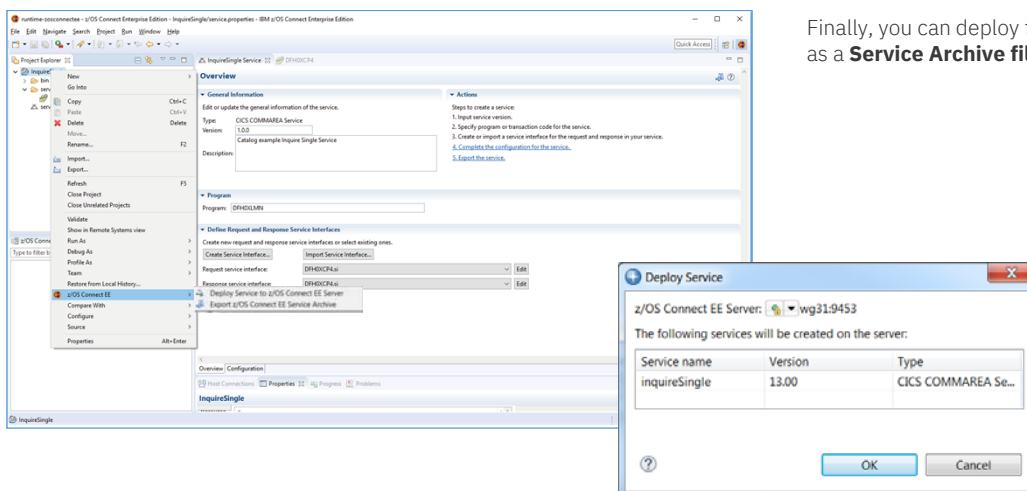 runtime-zosconnectee - z/OS Connect Enterprise Edition - InquireSingle/service.properties - IBM z/OS Connect Enterprise Edition
File Edit Navigate Search Project Run Window Help
Quick Access
Project Explorer
New
Go Into
Copy Ctrl+C
Paste Ctrl+V
Delete Delete
Move...
Rename... F2
Import...
Export...
Refresh F5
Close Project
Close Unrelated Projects
Validate
Show in Remote Systems view
Run As
Debug As
Profile As
Team
Restore from Local History...
z/OS Connect EE
Compare With
Configure
Source
Properties Alt+Enter
Deploy Service to z/OS Connect EE Server
Export z/OS Connect EE Service Archive
InquireSingle Service DFH0XCP4
Overview
General Information
Edit or update the general information of the service.
Type: CICS COMMAREA Service
Version: 1.0.0
Catalog example Inquire Single Service
Description:
Actions
Steps to create a service:
1. Input service version.
2. Specify program or transaction code for the service.
3. Create or import a service interface for the request and response in your service.
4. Complete the configuration for the service.
5. Export the service.
Program
Program: DFH0XLMN
Define Request and Response Service Interfaces
Create new request and response service interfaces or select existing ones.
Create Service Interface... Import Service Interface...
Request service interface: DFH0XCP4.si Edit
Response service interface: DFH0XCP4.si Edit
Overview Configuration
Host Connections Properties Progress Problems
InquireSingle
InquireSingle
Finally, you can deploy
as a Service Archive
Deploy Service
z/OS Connect EE Server: wg31:9453
The following services will be created on the server:
Service name Version Type
inquireSingle 13.00 CICS COMMAREA Se...
OK Cancel